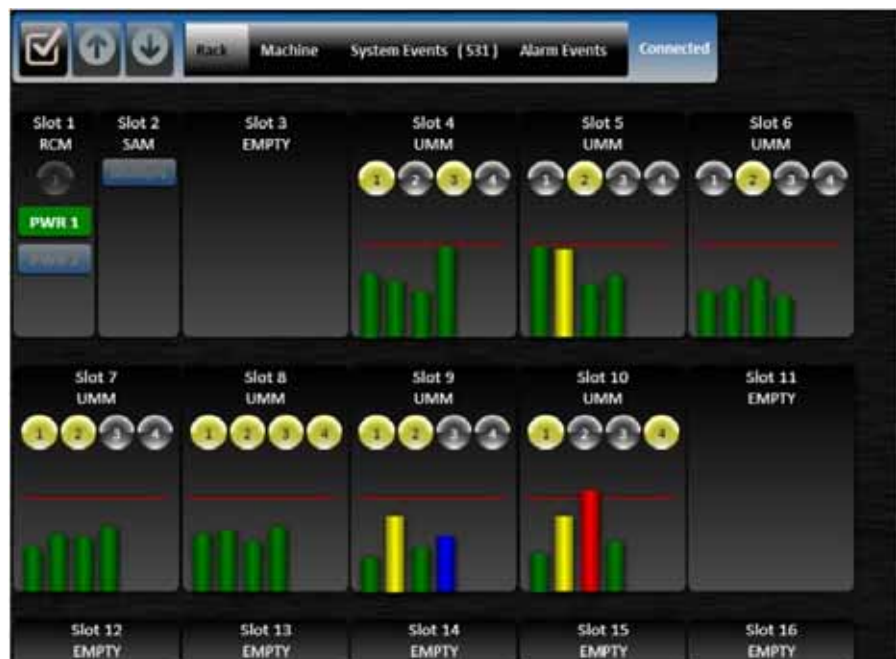 Rack Machine System Events ( 531 ) Alarm Events Connected
Slot 1 Slot 2 Slot 3 Slot 4 Slot 5 Slot 6
RCM SAM EMPTY UMM UMM UMM
1 2 3 4 1 2 3 4 1 2 3 4
PWR 1
PWR 2
Slot 7 Slot 8 Slot 9 Slot 10 Slot 11
UMM UMM UMM UMM EMPTY
1 2 3 4 1 2 3 4 1 2 3 4 1 2 3 4
Slot 12 Slot 13 Slot 14 Slot 15 Slot 16
EMPTY EMPTY EMPTY EMPTY EMPTY